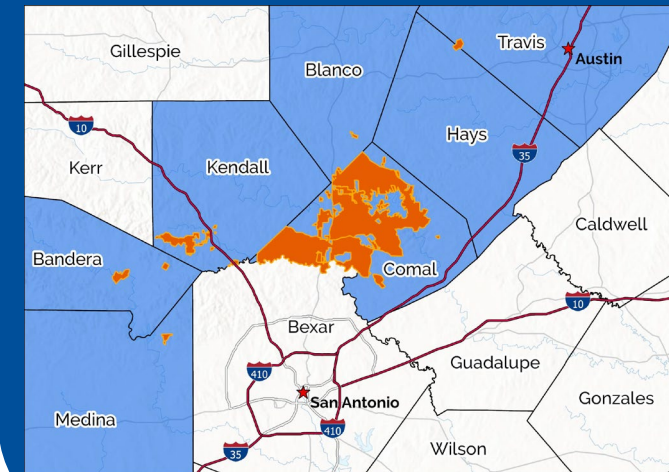 Gillespie
Travis
Austin
Blanco
10
Hays
35
Kerr
Kendall
Caldwell
Bandera
Comal
10
Bexar
Guadalupe
410
Gonzales
San Antonio
Medina
410
35
Wilson